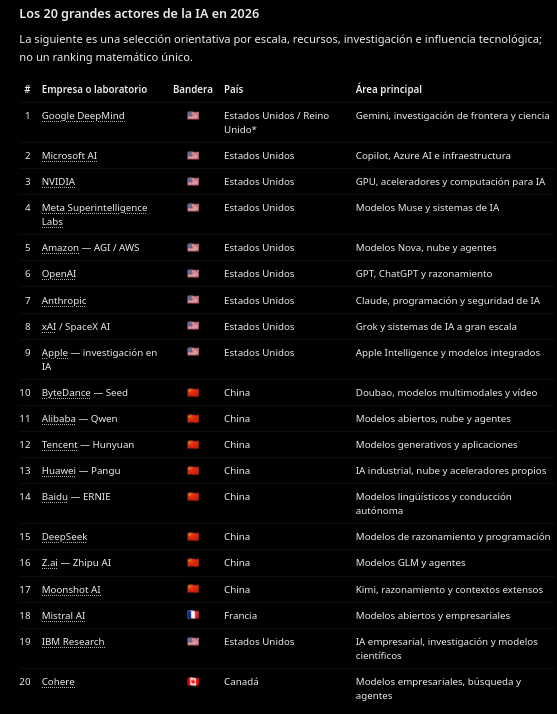 Los 20 grandes actores de la IA en 2026
La siguiente es una selección orientativa por escala, recursos, investigación e influencia tecnológica;
no un ranking matemático único.
# Empresa o laboratorio Bandera País Área principal
1 Google DeepMind 🇺🇸 Estados Unidos / Reino Unido* Gemini, investigación de frontera y ciencia
2 Microsoft AI 🇺🇸 Estados Unidos Copilot, Azure AI e infraestructura
3 NVIDIA 🇺🇸 Estados Unidos GPU, aceleradores y computación para IA
4 Meta Superintelligence Labs 🇺🇸 Estados Unidos Modelos Muse y sistemas de IA
5 Amazon — AGI / AWS 🇺🇸 Estados Unidos Modelos Nova, nube y agentes
6 OpenAI 🇺🇸 Estados Unidos GPT, ChatGPT y razonamiento
7 Anthropic 🇺🇸 Estados Unidos Claude, programación y seguridad de IA
8 xAI / SpaceX AI 🇺🇸 Estados Unidos Grok y sistemas de IA a gran escala
9 Apple — investigación en IA 🇺🇸 Estados Unidos Apple Intelligence y modelos integrados
10 ByteDance — Seed 🇨🇳 China Doubao, modelos multimodales y vídeo
11 Alibaba — Qwen 🇨🇳 China Modelos abiertos, nube y agentes
12 Tencent — Hunyuan 🇨🇳 China Modelos generativos y aplicaciones
13 Huawei — Pangu 🇨🇳 China IA industrial, nube y aceleradores propios
14 Baidu — ERNIE 🇨🇳 China Modelos lingüísticos y conducción autónoma
15 DeepSeek 🇨🇳 China Modelos de razonamiento y programación
16 Z.ai — Zhipu AI 🇨🇳 China Modelos GLM y agentes
17 Moonshot AI 🇨🇳 China Kimi, razonamiento y contextos extensos
18 Mistral AI 🇫🇷 Francia Modelos abiertos y empresariales
19 IBM Research 🇺🇸 Estados Unidos IA empresarial, investigación y modelos científicos
20 Cohere 🇨🇦 Canadá Modelos empresariales, búsqueda y agentes